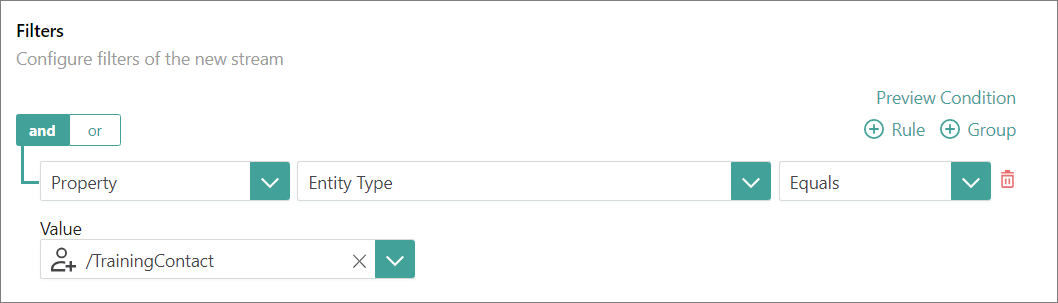 Filters
Configure filters of the new stream
Preview Condition
and or
Rule Group
Property Entity Type Equals
Value
/TrainingContact